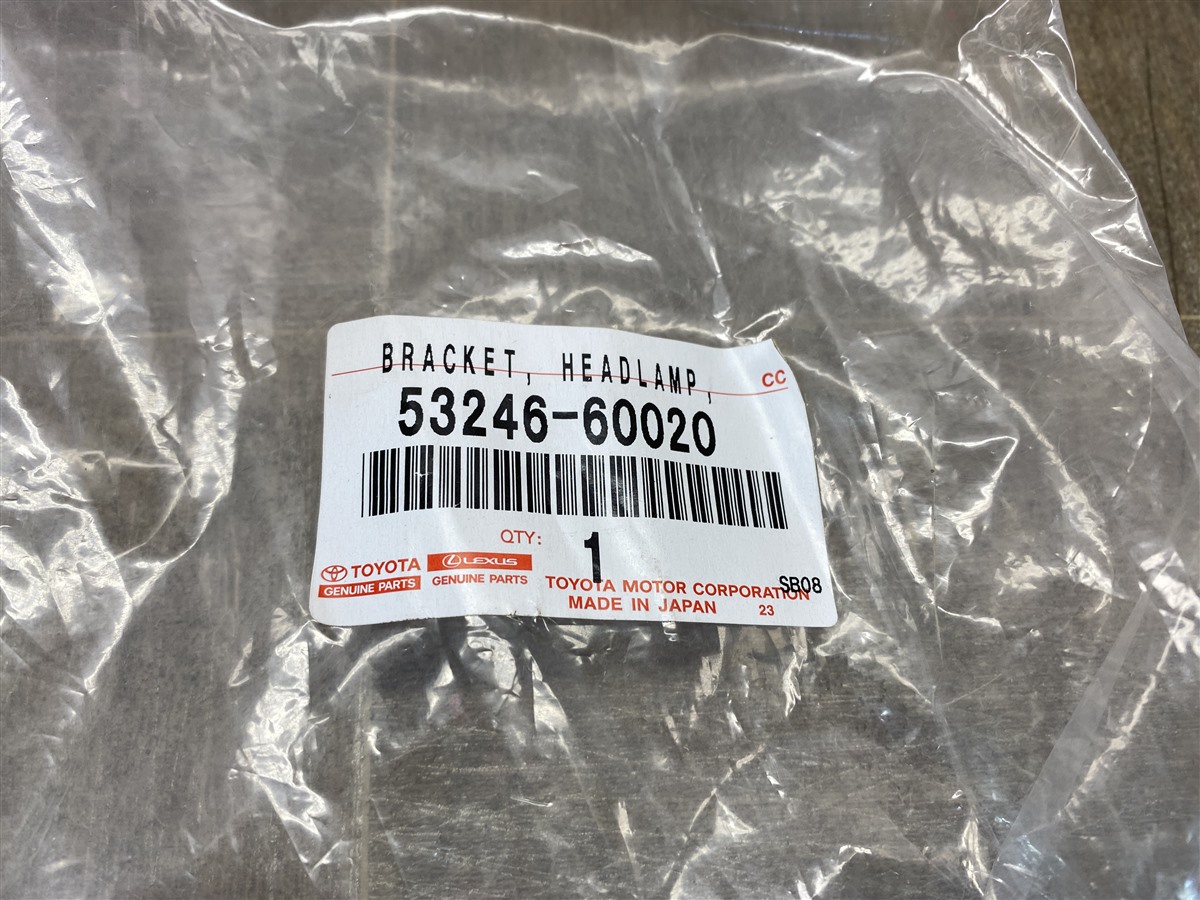 BRACKET, HEADLAMP,
CC
53246-60020
QTY: 1
TOYOTA
GENUINE PARTS
LEXUS
GENUINE PARTS
TOYOTA MOTOR CORPORATION
SB08
MADE IN JAPAN 23